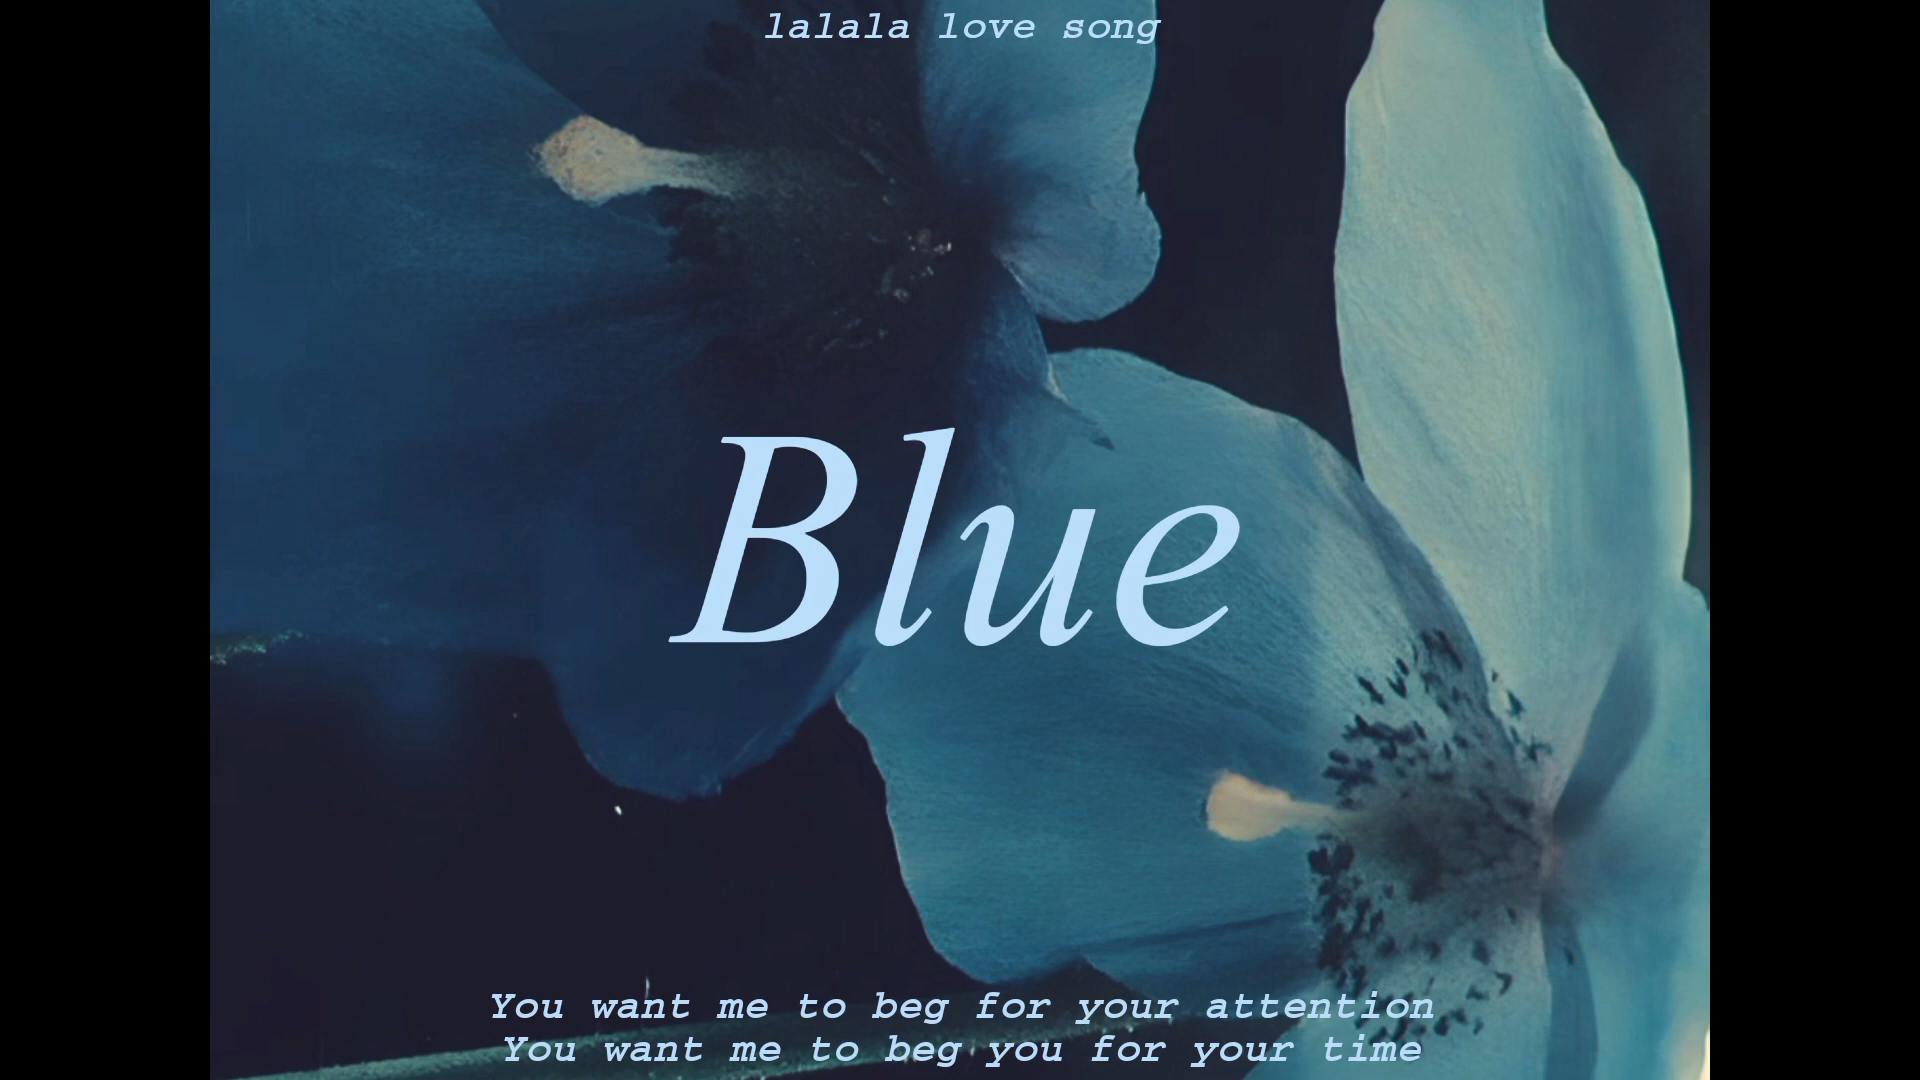 lalala love song
Blue
You want me to beg for your attention
You want me to beg you for your time